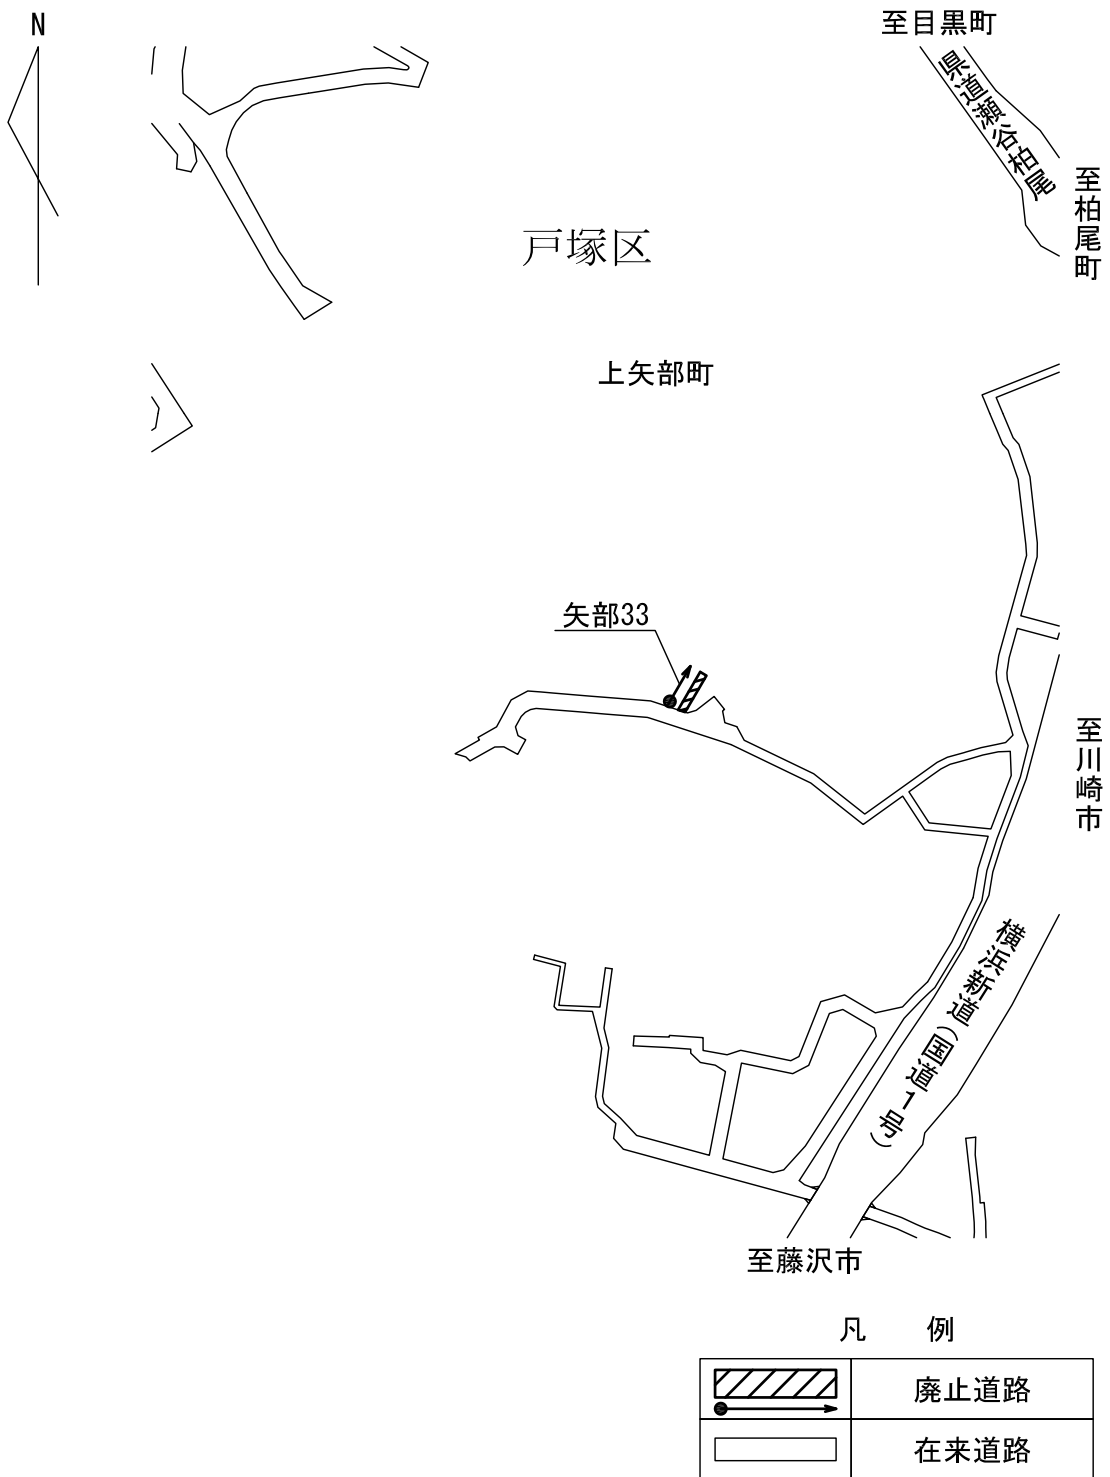 N
至目黒町
県道瀬谷柏尾
至柏尾町
戸塚区
上矢部町
矢部33
至川崎市
横浜新道(国道1号)
至藤沢市
凡 例
廃止道路
在来道路